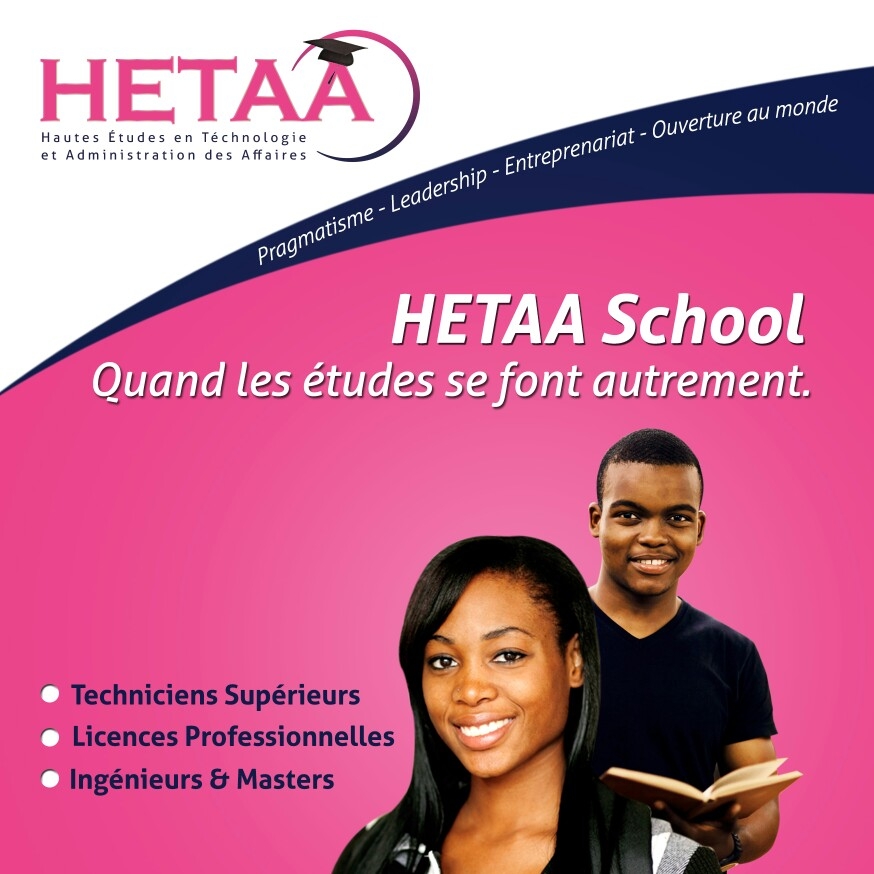 HETAA
Hautes Études en Téchnologie
et Administration des Affaires
Pragmatisme - Leadership - Entreprenariat - Ouverture au monde
HETAA School
Quand les études se font autrement.
Techniciens Supérieurs
Licences Professionnelles
Ingénieurs & Masters